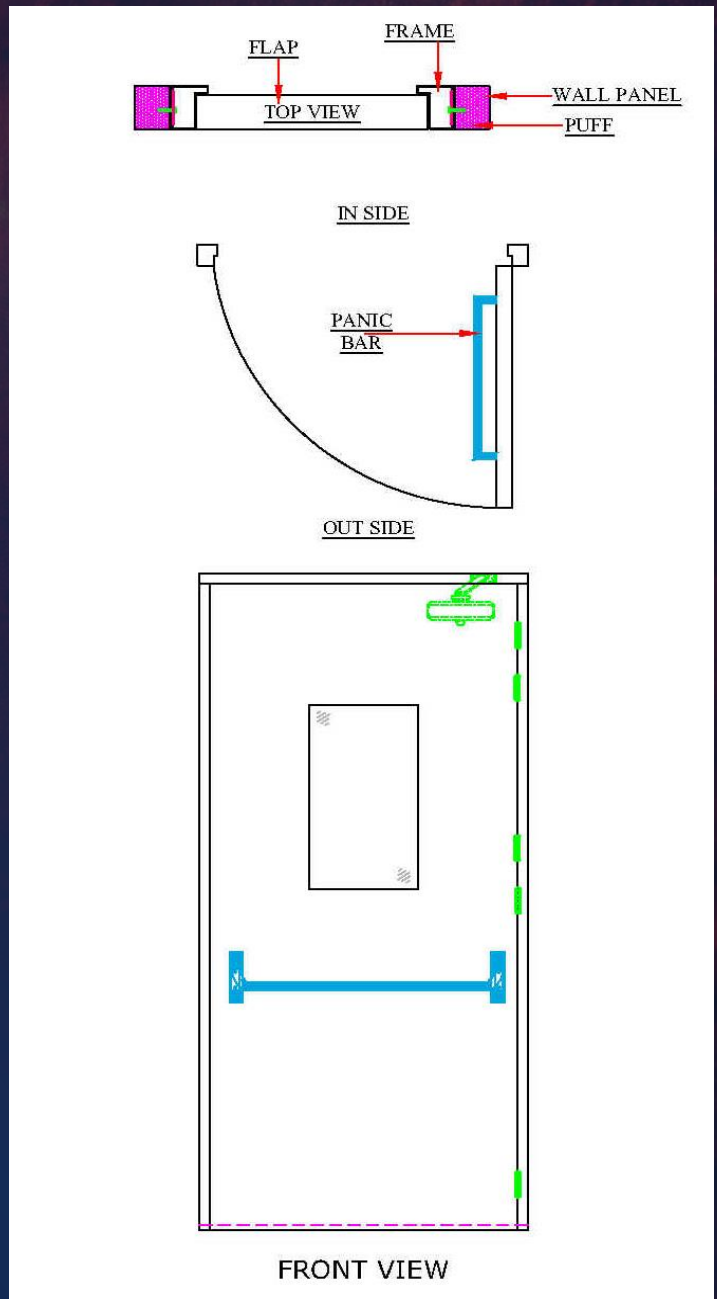 FLAP
FRAME
TOP VIEW
WALL PANEL
PUFF
IN SIDE
PANIC
BAR
OUT SIDE
FRONT VIEW